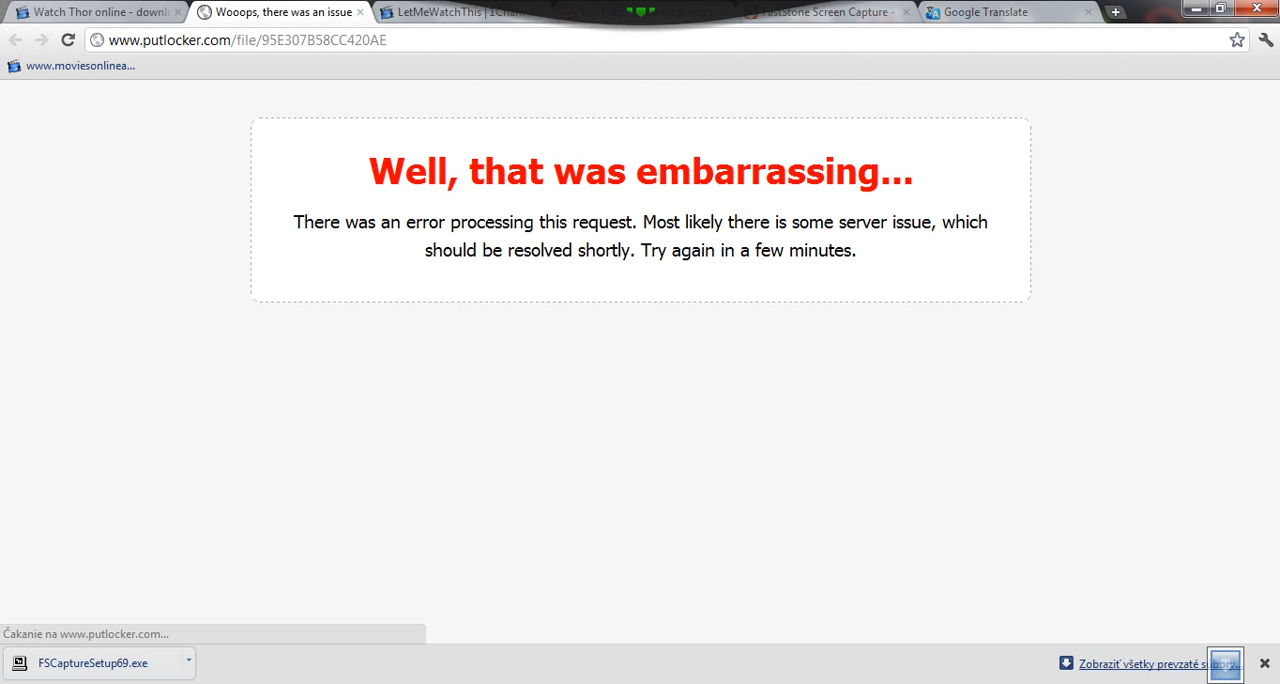 Watch Thor online - downl
Wooops, there was an issue
LetMeWatchThis | 1Cha
FastStone Screen Capture -
Google Translate
www.putlocker.com/file/95E307B58CC420AE
www.moviesonlinea...
Well, that was embarrassing...
There was an error processing this request. Most likely there is some server issue, which
should be resolved shortly. Try again in a few minutes.
Čakanie na www.putlocker.com...
FSCaptureSetup69.exe
Zobraziť všetky prevzaté súbory...